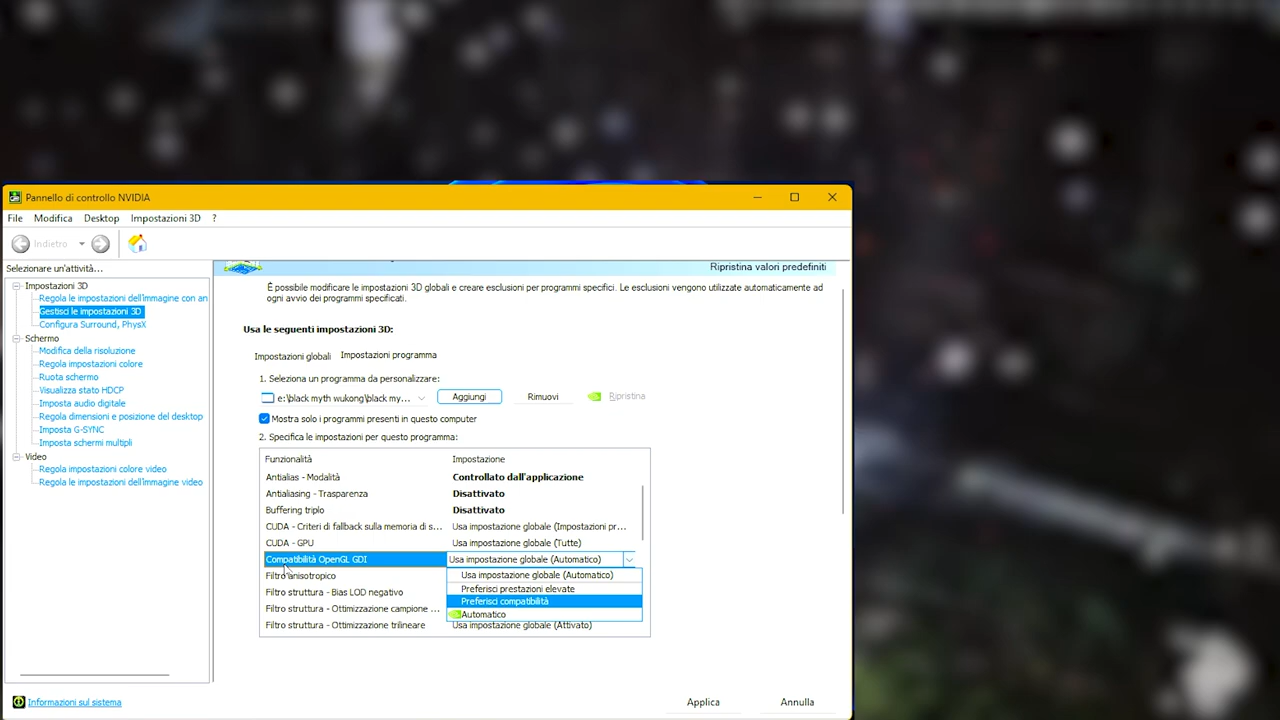 Pannello di controllo NVIDIA
File Modifica Desktop Impostazioni 3D ?
Indietro
Selezionare un'attività...
Impostazioni 3D
Regola le impostazioni dell'immagine con an
Gestisci le impostazioni 3D
Configura Surround, PhysX
Schermo
Modifica della risoluzione
Regola impostazioni colore
Ruota schermo
Visualizza stato HDCP
Imposta audio digitale
Regola dimensioni e posizione del desktop
Imposta G-SYNC
Imposta schermi multipli
Video
Regola impostazioni colore video
Regola le impostazioni dell'immagine video
Informazioni sul sistema
Ripristina valori predefiniti
È possibile modificare le impostazioni 3D globali e creare esclusioni per programmi specifici. Le esclusioni vengono utilizzate automaticamente ad
ogni avvio dei programmi specificati.
Usa le seguenti impostazioni 3D:
Impostazioni globali Impostazioni programma
1. Seleziona un programma da personalizzare:
e:\black myth wukong\black my... Aggiungi Rimuovi Ripristina
Mostra solo i programmi presenti in questo computer
2. Specifica le impostazioni per questo programma:
Funzionalità Impostazione
Antialias - Modalità Controllato dall'applicazione
Antialiasing - Trasparenza Disattivato
Buffering triplo Disattivato
CUDA - Criteri di fallback sulla memoria di s... Usa impostazione globale (Impostazioni pr...
CUDA - GPU Usa impostazione globale (Tutte)
Compatibilità OpenGL GDI Usa impostazione globale (Automatico)
Filtro anisotropico Usa impostazione globale (Automatico)
Filtro struttura - Bias LOD negativo Preferisci prestazioni elevate
Filtro struttura - Ottimizzazione campione ... Preferisci compatibilità
Automatico
Filtro struttura - Ottimizzazione trilineare Usa impostazione globale (Attivato)
Applica Annulla